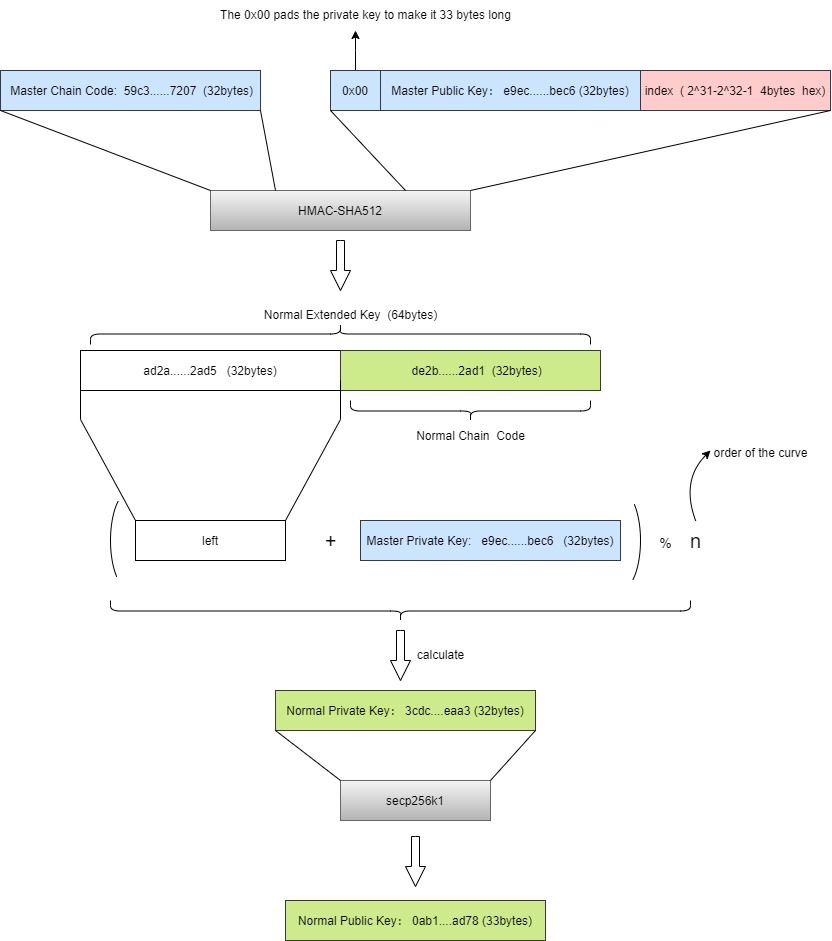 The 0x00 pads the private key to make it 33 bytes long
Master Chain Code: 59c3......7207 (32bytes)
0x00
Master Public Key： e9ec......bec6 (32bytes)
index ( 2^31-2^32-1 4bytes hex)
HMAC-SHA512
Normal Extended Key (64bytes)
ad2a......2ad5 (32bytes)
de2b......2ad1 (32bytes)
Normal Chain Code
order of the curve
left
+
Master Private Key: e9ec......bec6 (32bytes)
%
n
calculate
Normal Private Key： 3cdc....eaa3 (32bytes)
secp256k1
Normal Public Key： 0ab1....ad78 (33bytes)